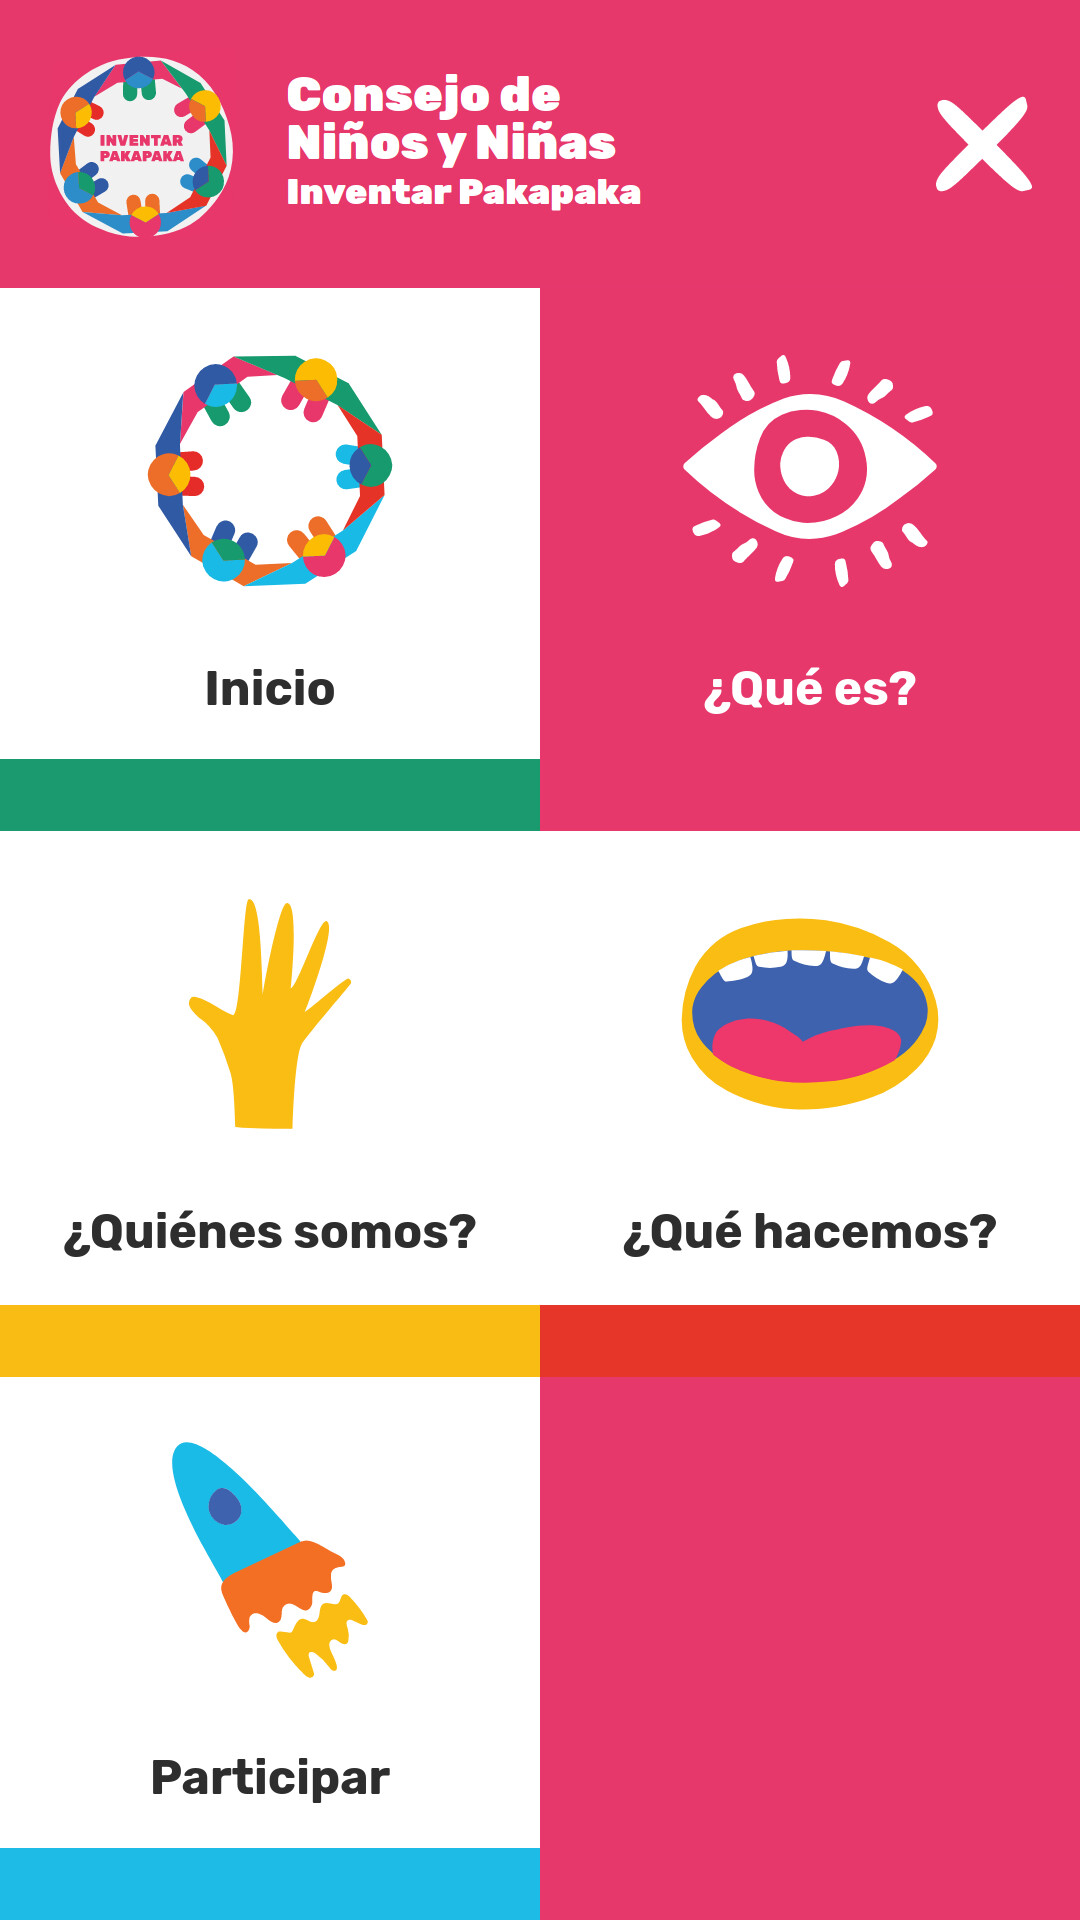 INVENTAR
PAKAPAKA
Consejo de
Niños y Niñas
Inventar Pakapaka
Inicio
¿Qué es?
¿Quiénes somos?
¿Qué hacemos?
Participar